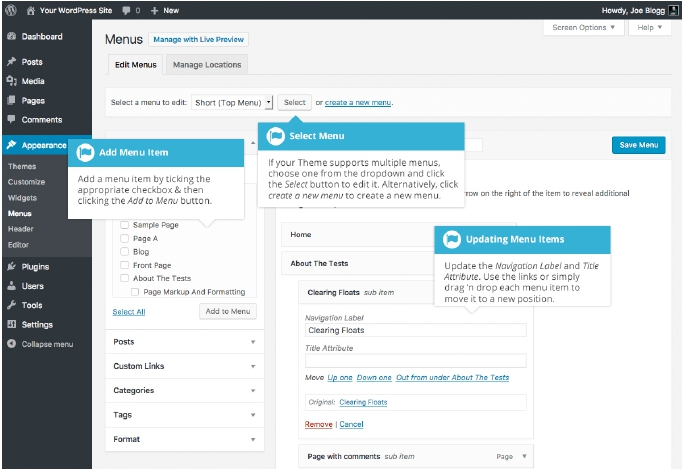 Your WordPress Site 0 + New Howdy, Joe Blogg
Screen Options ▼ Help ▼
Dashboard
Posts
Media
Pages
Comments
Appearance
Themes
Customize
Widgets
Menus
Header
Editor
Plugins
Users
Tools
Settings
Collapse menu
Menus Manage with Live Preview
Edit Menus Manage Locations
Select a menu to edit: Short (Top Menu) Select or create a new menu.
Add Menu Item
Add a menu item by ticking the
appropriate checkbox & then
clicking the Add to Menu button.
Select Menu
If your Theme supports multiple menus,
choose one from the dropdown and click
the Select button to edit it. Alternatively, click
create a new menu to create a new menu.
Save Menu
row on the right of the item to reveal additional
Sample Page
Page A
Blog
Front Page
About The Tests
Page Markup And Formatting
Select All Add to Menu
Posts
Custom Links
Categories
Tags
Format
Home
About The Tests
Updating Menu Items
Update the Navigation Label and Title
Attribute. Use the links or simply
drag 'n drop each menu item to
move it to a new position.
Clearing Floats sub item
Navigation Label
Clearing Floats
Title Attribute
Move Up one Down one Out from under About The Tests
Original: Clearing Floats
Remove | Cancel
Page with comments sub item Page ▼